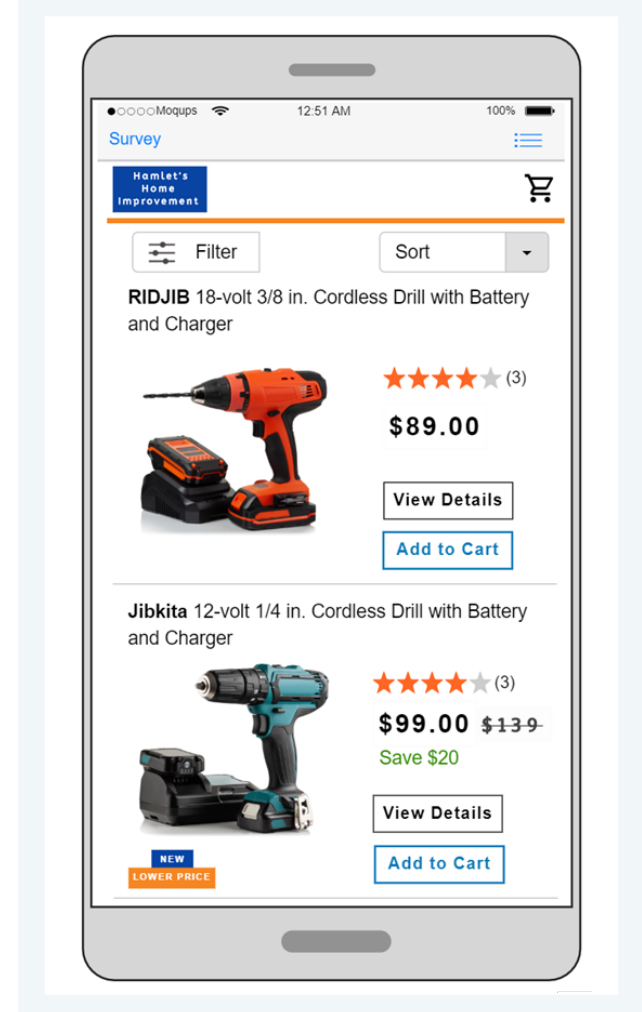 Moqups 12:51 AM 100%
Survey
Hamlet's
Home
Improvement
Filter Sort
RIDJIB 18-volt 3/8 in. Cordless Drill with Battery
and Charger
(3)
$89.00
View Details
Add to Cart
Jibkita 12-volt 1/4 in. Cordless Drill with Battery
and Charger
(3)
$99.00 $139
Save $20
View Details
Add to Cart
NEW
LOWER PRICE